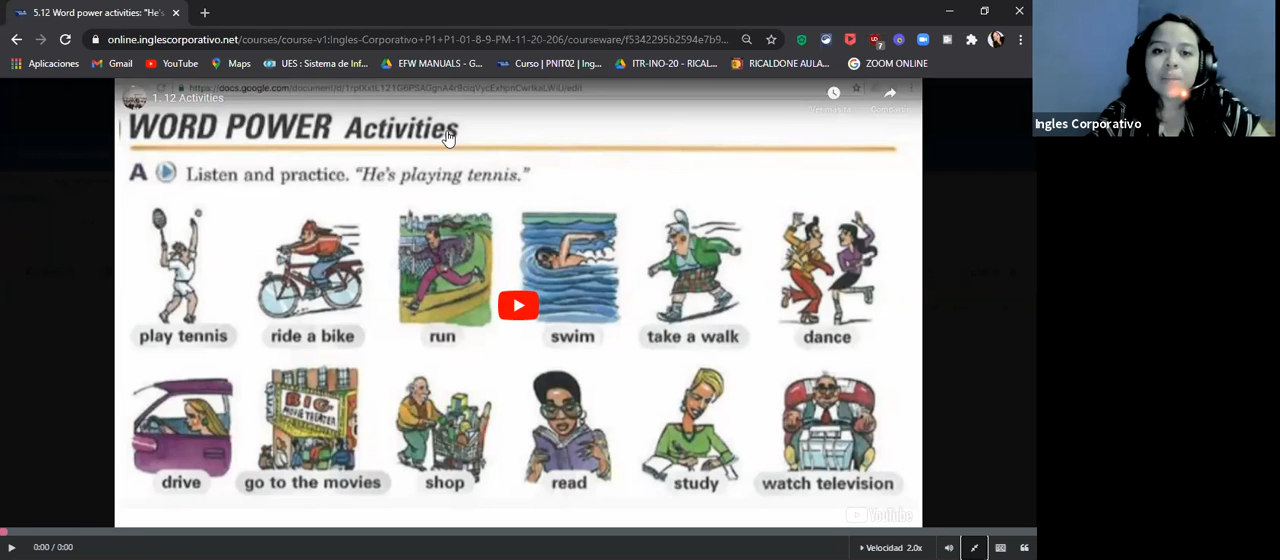 5.12 Word power activities: "He's
online.inglescorporativo.net/courses/course-v1:Ingles-Corporativo+P1+P1-01-8-9-PM-11-20-206/courseware/f5342295b2594e7b9...
Aplicaciones Gmail YouTube Maps UES : Sistema de Inf... EFW MANUALS - G... Curso | PNIT02 | Ing... ITR-INO-20 - RICAL... RICALDONE AULA... ZOOM ONLINE
1. 12 Activities
WORD POWER Activities
A Listen and practice. "He's playing tennis."
play tennis ride a bike run swim take a walk dance
BIG
MOVIE THEATER
drive go to the movies shop read study watch television
YouTube
0:00 / 0:00 Velocidad 2.0x
Ingles Corporativo